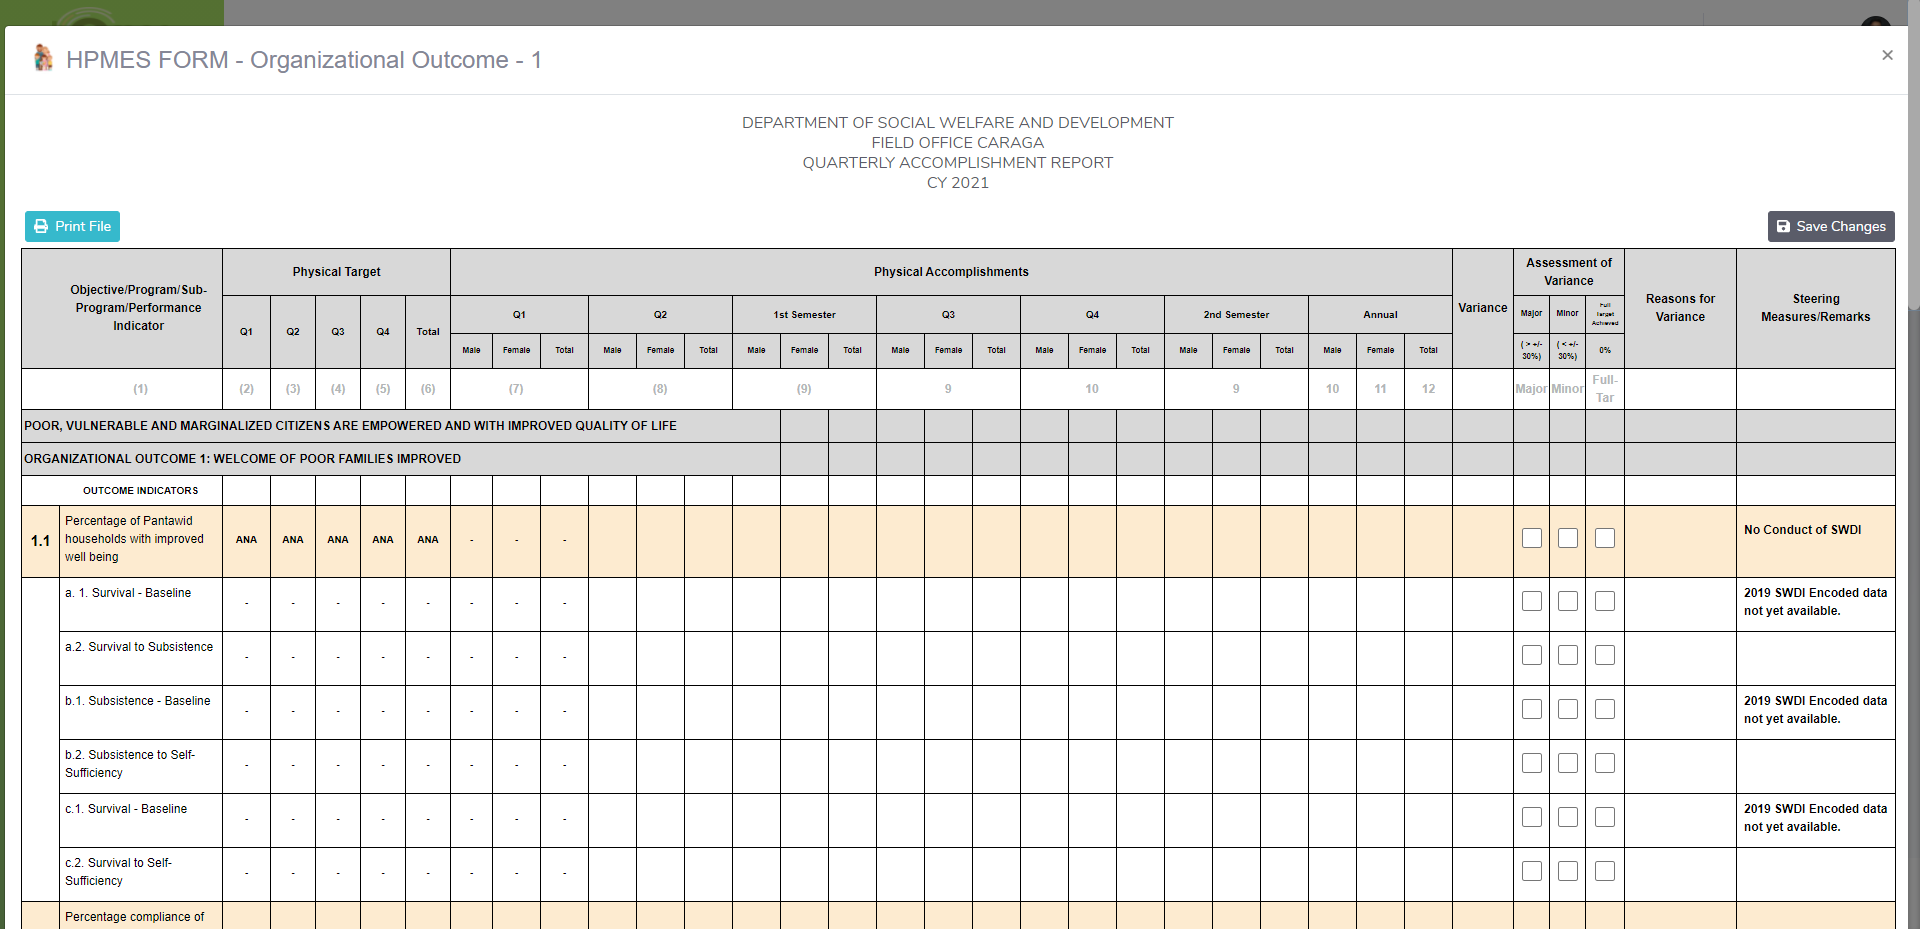 HPMES FORM - Organizational Outcome - 1
×
DEPARTMENT OF SOCIAL WELFARE AND DEVELOPMENT
FIELD OFFICE CARAGA
QUARTERLY ACCOMPLISHMENT REPORT
CY 2021
Print File
Save Changes
Objective/Program/Sub-
Program/Performance
Indicator
Physical Target
Physical Accomplishments
Variance
Assessment of
Variance
Reasons for
Variance
Steering
Measures/Remarks
Q1 Q2 Q3 Q4 Total
Q1 Q2 1st Semester Q3 Q4 2nd Semester Annual
Major Minor
Full
Target
Achieved
Male Female Total Male Female Total Male Female Total Male Female Total Male Female Total Male Female Total Male Female Total
( > +/-
30%)
( < +/-
30%)
0%
(1) (2) (3) (4) (5) (6) (7) (8) (9) 9 10 9 10 11 12 Major Minor
Full-
Tar
POOR, VULNERABLE AND MARGINALIZED CITIZENS ARE EMPOWERED AND WITH IMPROVED QUALITY OF LIFE
ORGANIZATIONAL OUTCOME 1: WELCOME OF POOR FAMILIES IMPROVED
OUTCOME INDICATORS
1.1
Percentage of Pantawid
households with improved
well being
ANA ANA ANA ANA ANA - - -
No Conduct of SWDI
a. 1. Survival - Baseline
- - - - - - - -
2019 SWDI Encoded data
not yet available.
a.2. Survival to Subsistence
- - - - - - - -
b.1. Subsistence - Baseline
- - - - - - - -
2019 SWDI Encoded data
not yet available.
b.2. Subsistence to Self-
Sufficiency
- - - - - - - -
c.1. Survival - Baseline
- - - - - - - -
2019 SWDI Encoded data
not yet available.
c.2. Survival to Self-
Sufficiency
- - - - - - - -
Percentage compliance of